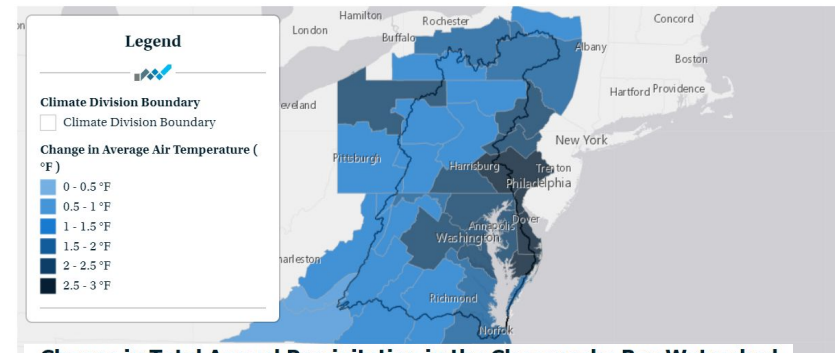 Hamilton
Rochester
Concord
London
Buffalo
Legend
Albany
Boston
Climate Division Boundary
Hartford Providence
Climate Division Boundary
eveland
New York
Change in Average Air Temperature (
°F )
Pittsburgh
Harrisburg
Trenton
Philadelphia
0 - 0.5 °F
0.5 - 1 °F
1 - 1.5 °F
Dover
Annapolis
Washington
1.5 - 2 °F
2 - 2.5 °F
harleston
2.5 - 3 °F
Richmond
Norfolk